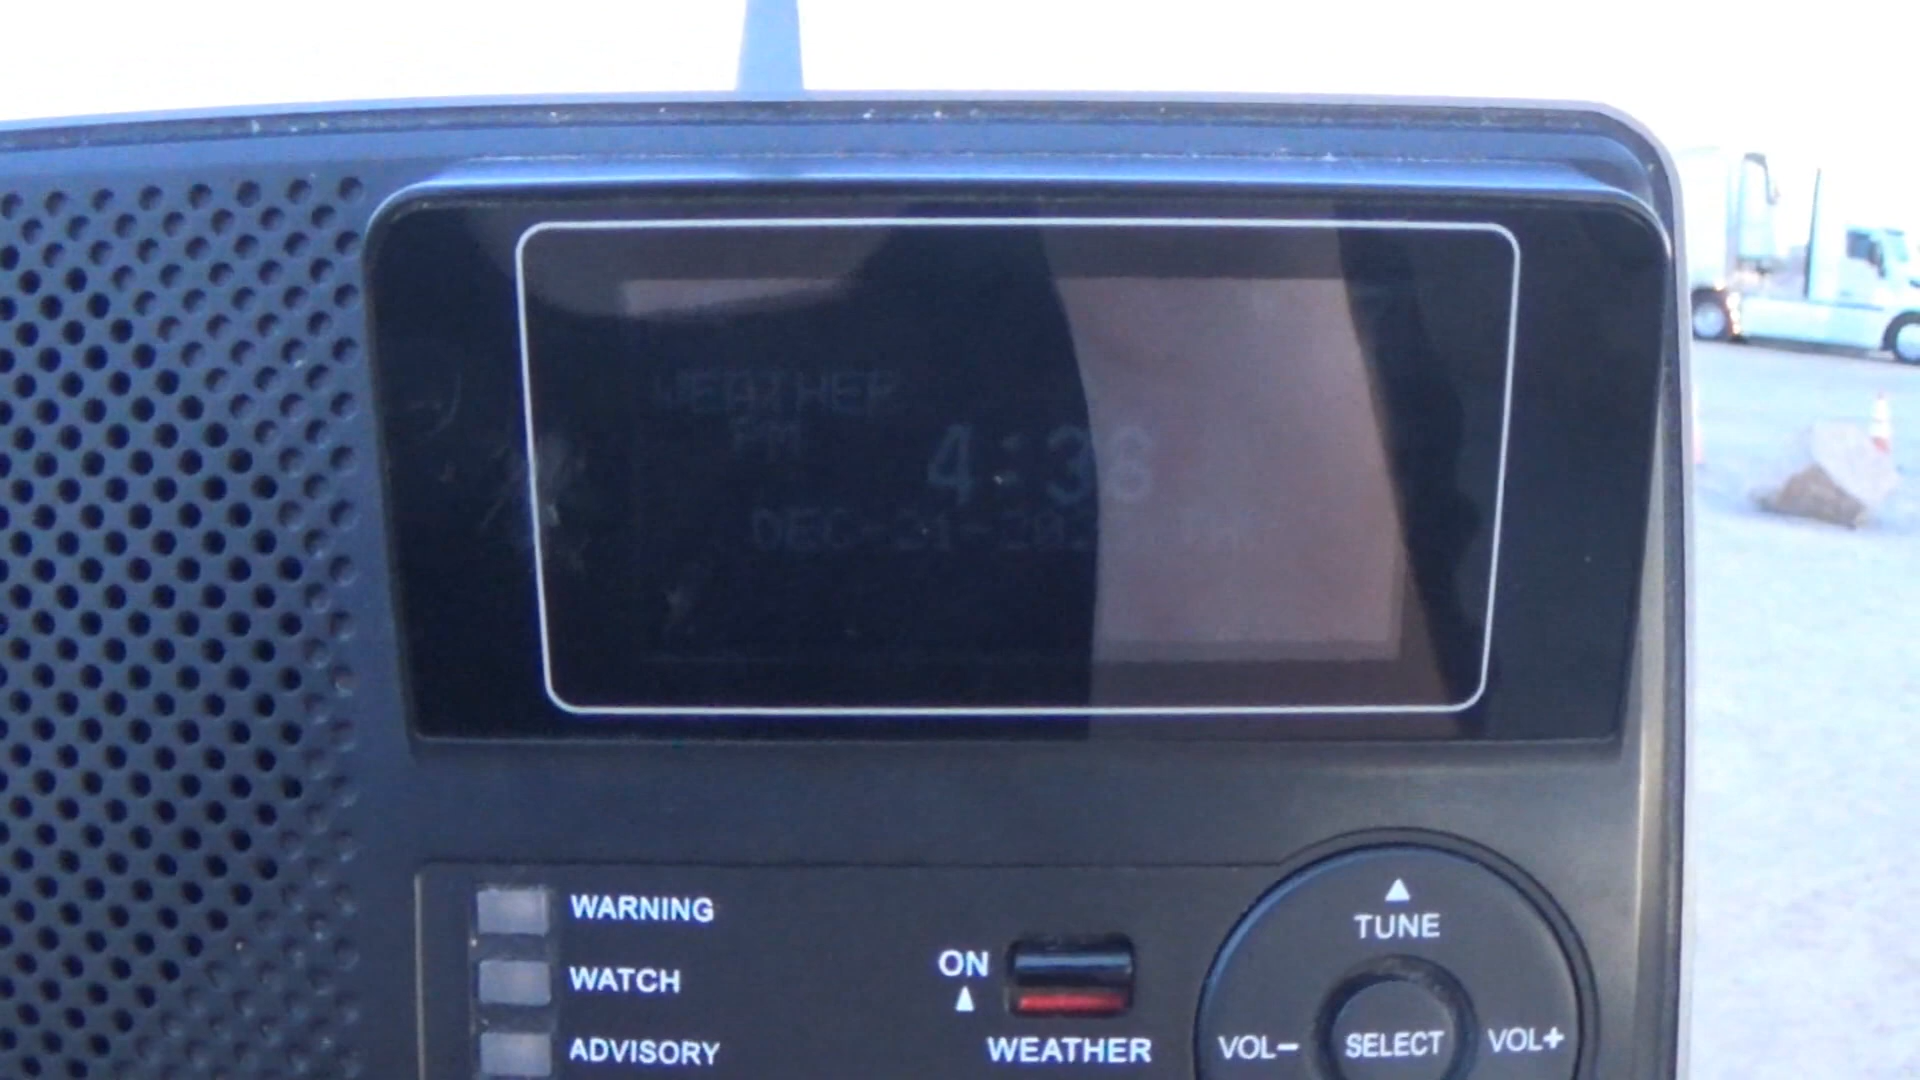 WEATHER
PM 4:36
DEC-21-20
WARNING
WATCH
ADVISORY
ON
WEATHER
TUNE
VOL-
SELECT
VOL+